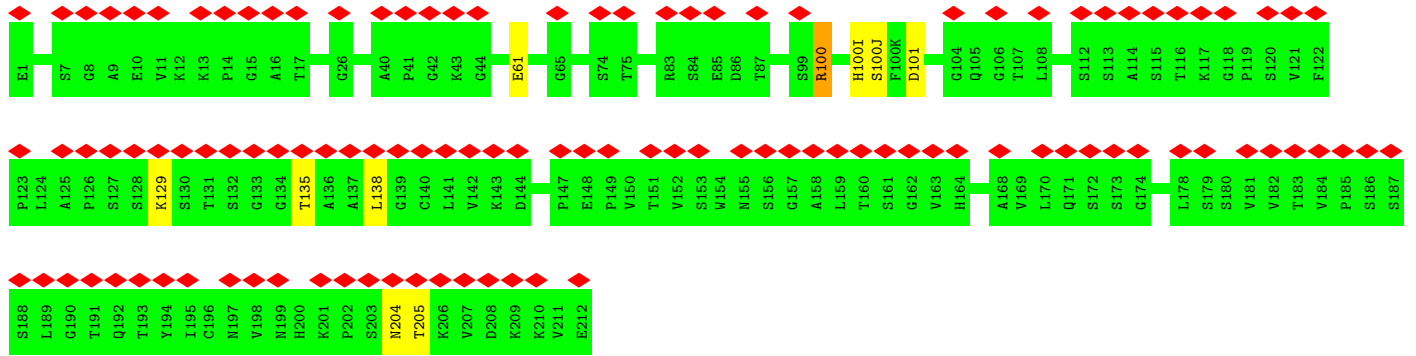 E1 S7 G8 A9 E10 V11 K12 K13 P14 G15 A16 T17 G26 A40 P41 G42 K43 G44 E61 G65 S74 T75 R83 S84 E85 D86 T87 S99 R100 H100I S100J F100K D101 G104 Q105 G106 T107 L108 S112 S113 A114 S115 T116 K117 G118 P119 S120 V121 F122
P123 L124 A125 P126 S127 S128 K129 S130 T131 S132 G133 G134 T135 A136 A137 L138 G139 C140 L141 V142 K143 D144 P147 E148 P149 V150 T151 V152 S153 W154 N155 S156 G157 A158 L159 T160 S161 G162 V163 H164 A168 V169 L170 Q171 S172 S173 G174 L178 S179 S180 V181 V182 T183 V184 P185 S186 S187
S188 L189 G190 T191 Q192 T193 Y194 I195 C196 N197 V198 N199 H200 K201 P202 S203 N204 T205 K206 V207 D208 K209 K210 V211 E212